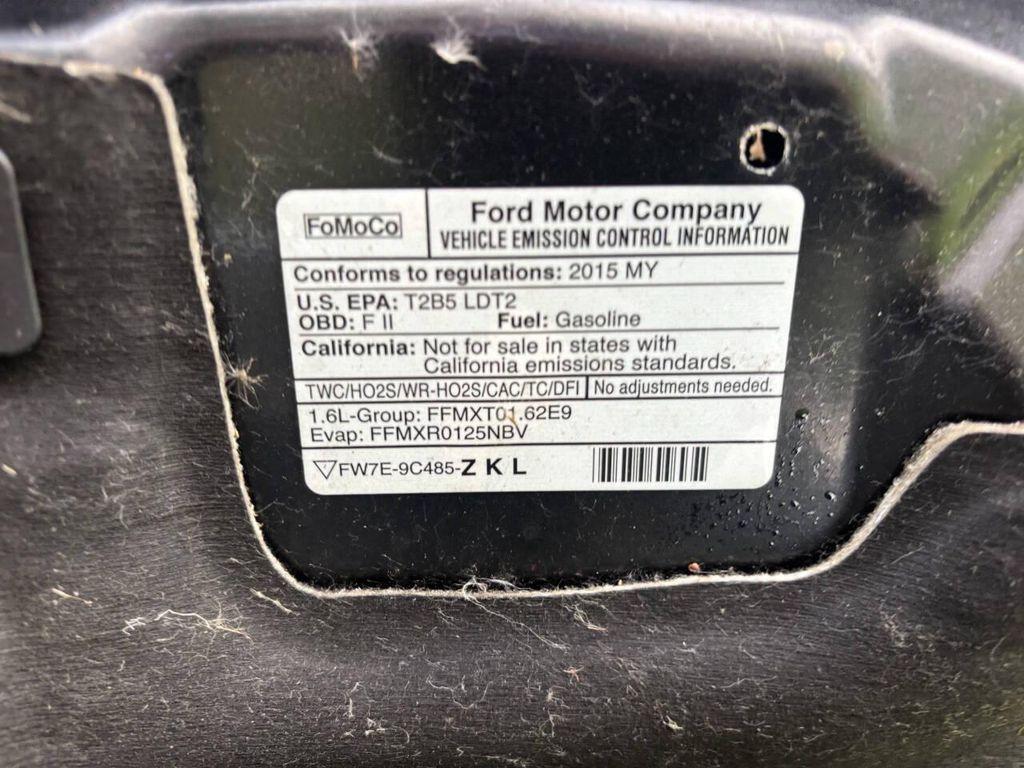 FoMoCo
Ford Motor Company
VEHICLE EMISSION CONTROL INFORMATION
Conforms to regulations: 2015 MY
U.S. EPA: T2B5 LDT2
OBD: F II Fuel: Gasoline
California: Not for sale in states with
California emissions standards.
TWC/HO2S/WR-HO2S/CAC/TC/DFI No adjustments needed.
1.6L-Group: FFMXT01.62E9
Evap: FFMXR0125NBV
FW7E-9C485-Z K L